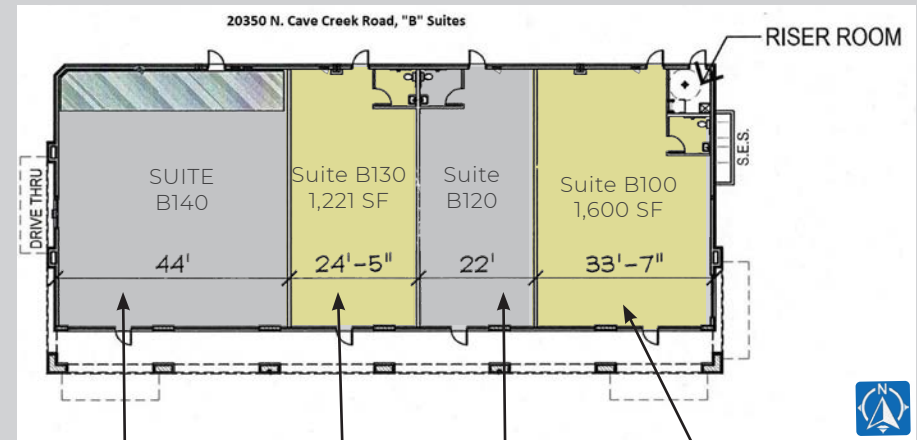 20350 N. Cave Creek Road, "B" Suites
RISER ROOM
S.E.S.
DRIVE THRU
SUITE
B140
Suite B130
1,221 SF
Suite
B120
Suite B100
1,600 SF
44'
24'-5"
22'
33'-7"
N